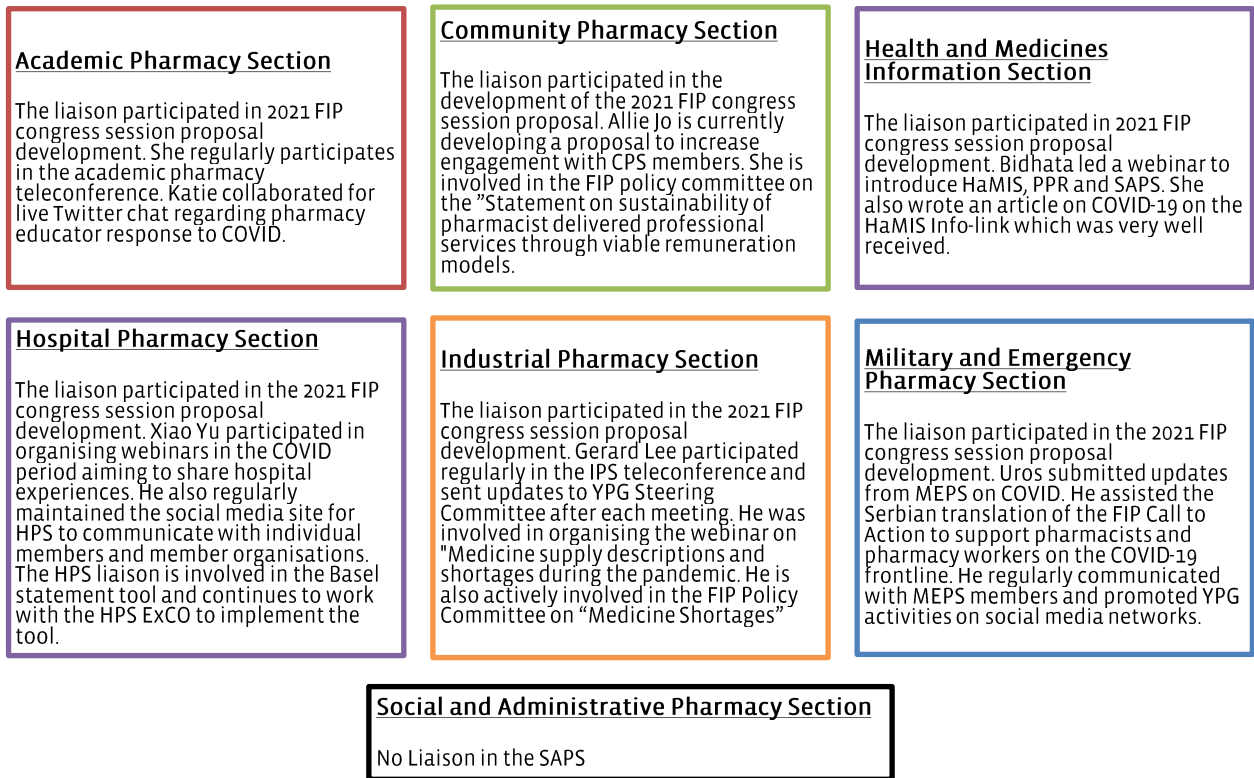 Academic Pharmacy Section
The liaison participated in 2021 FIP
congress session proposal
development. She regularly participates
in the academic pharmacy
teleconference. Katie collaborated for
live Twitter chat regarding pharmacy
educator response to COVID.
Community Pharmacy Section
The liaison participated in the
development of the 2021 FIP congress
session proposal. Allie Jo is currently
developing a proposal to increase
engagement with CPS members. She is
involved in the FIP policy committee on
the ”Statement on sustainability of
pharmacist delivered professional
services through viable remuneration
models.
Health and Medicines
Information Section
The liaison participated in 2021 FIP
congress session proposal
development. Bidhata led a webinar to
introduce HaMIS, PPR and SAPS. She
also wrote an article on COVID-19 on the
HaMIS Info-link which was very well
received.
Hospital Pharmacy Section
The liaison participated in the 2021 FIP
congress session proposal
development. Xiao Yu participated in
organising webinars in the COVID
period aiming to share hospital
experiences. He also regularly
maintained the social media site for
HPS to communicate with individual
members and member organisations.
The HPS liaison is involved in the Basel
statement tool and continues to work
with the HPS ExCO to implement the
tool.
Industrial Pharmacy Section
The liaison participated in the 2021 FIP
congress session proposal
development. Gerard Lee participated
regularly in the IPS teleconference and
sent updates to YPG Steering
Committee after each meeting. He was
involved in organising the webinar on
"Medicine supply descriptions and
shortages during the pandemic. He is
also actively involved in the FIP Policy
Committee on “Medicine Shortages”
Military and Emergency
Pharmacy Section
The liaison participated in the 2021 FIP
congress session proposal
development. Uros submitted updates
from MEPS on COVID. He assisted the
Serbian translation of the FIP Call to
Action to support pharmacists and
pharmacy workers on the COVID-19
frontline. He regularly communicated
with MEPS members and promoted YPG
activities on social media networks.
Social and Administrative Pharmacy Section
No Liaison in the SAPS